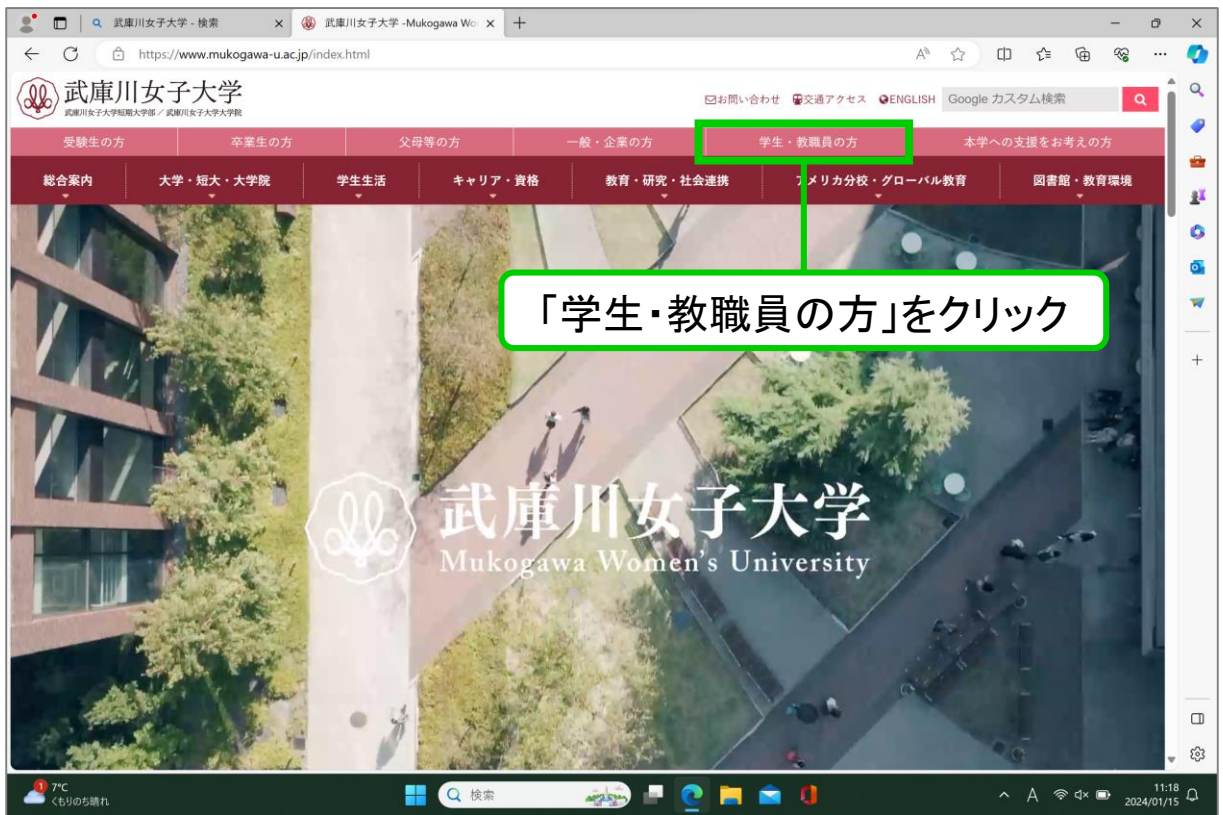 武庫川女子大学 - 検索
武庫川女子大学 -Mukogawa Wo
https://www.mukogawa-u.ac.jp/index.html
武庫川女子大学
武庫川女子大学短期大学部 / 武庫川女子大学大学院
お問い合わせ 交通アクセス ENGLISH Google カスタム検索
受験生の方 卒業生の方 父母等の方 一般・企業の方 学生・教職員の方 本学への支援をお考えの方
総合案内 大学・短大・大学院 学生生活 キャリア・資格 教育・研究・社会連携 アメリカ分校・グローバル教育 図書館・教育環境
「学生・教職員の方」をクリック
武庫川女子大学
Mukogawa Women's University
1
7°C
くもりのち晴れ
検索
A
11:18
2024/01/15